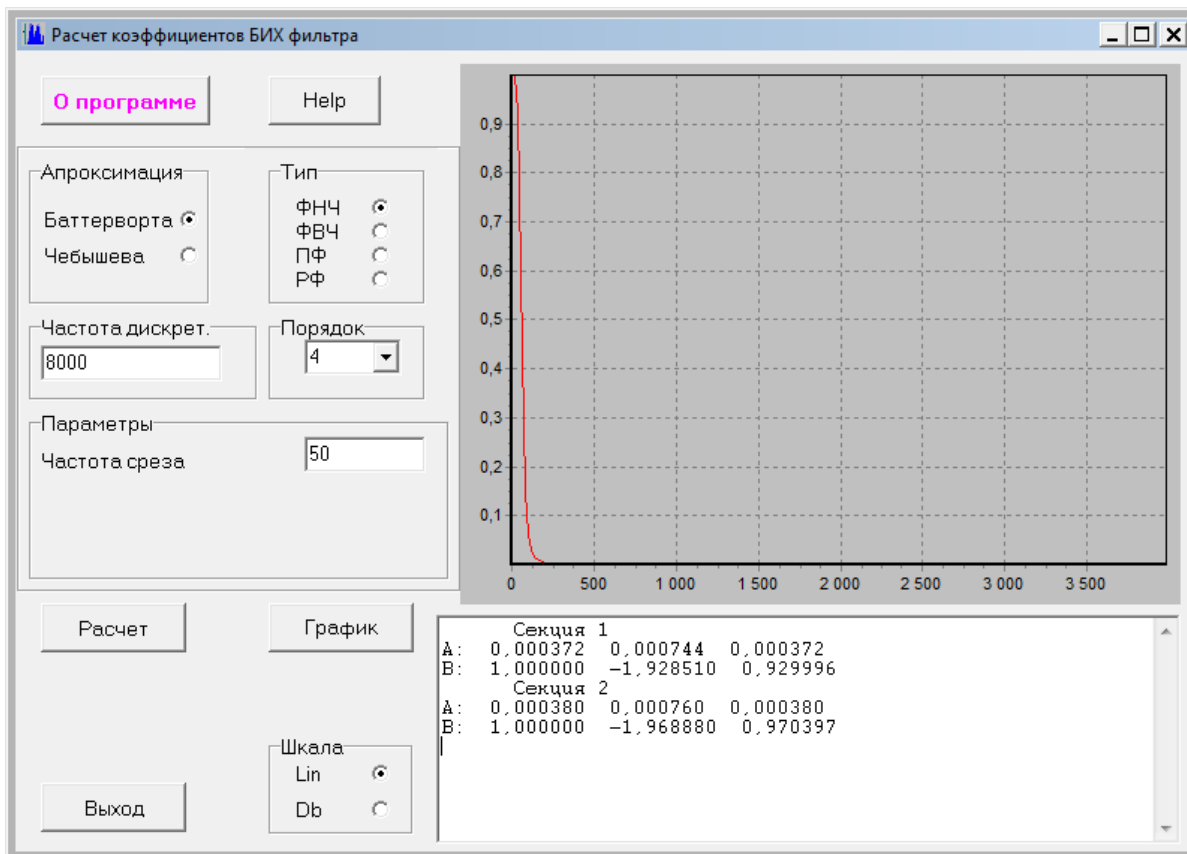 Расчет коэффициентов БИХ фильтра
О программе
Help
Апроксимация
Баттерворта
Чебышева
Тип
ФНЧ
ФВЧ
ПФ
РФ
Частота дискрет.
8000
Порядок
4
Параметры
Частота среза
50
0,9
0,8
0,7
0,6
0,5
0,4
0,3
0,2
0,1
0 500 1 000 1 500 2 000 2 500 3 000 3 500
Расчет
График
Секция 1
A: 0,000372 0,000744 0,000372
B: 1,000000 -1,928510 0,929996
Секция 2
A: 0,000380 0,000760 0,000380
B: 1,000000 -1,968880 0,970397
Шкала
Lin
Db
Выход